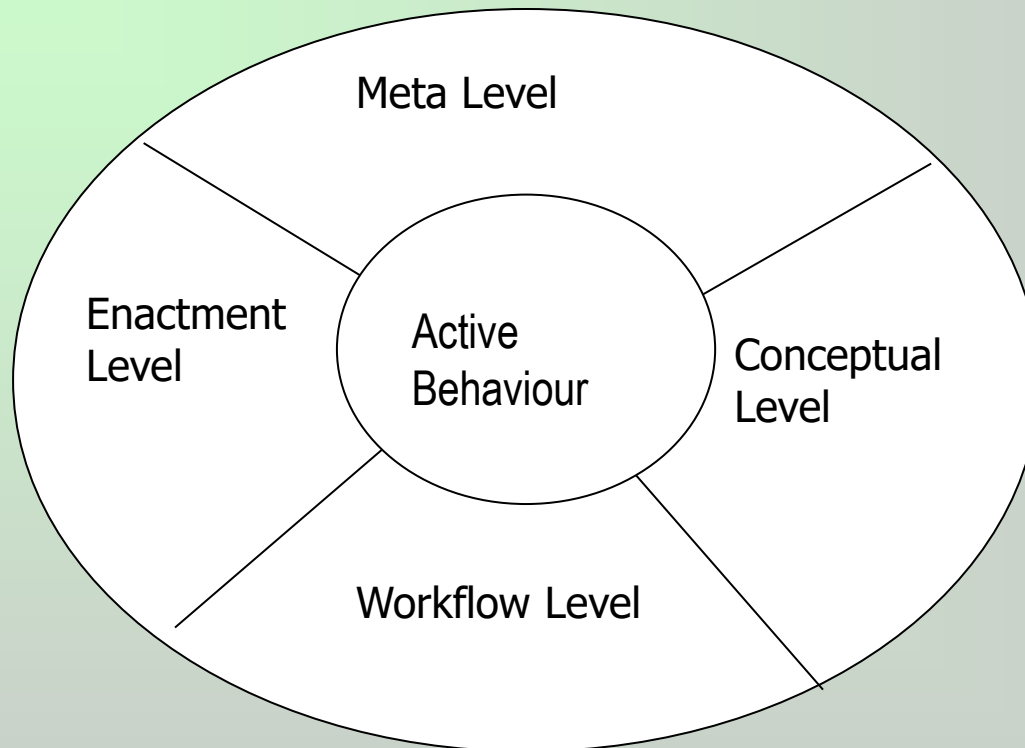 Meta Level
Enactment
Level
Active
Behaviour
Conceptual
Level
Workflow Level